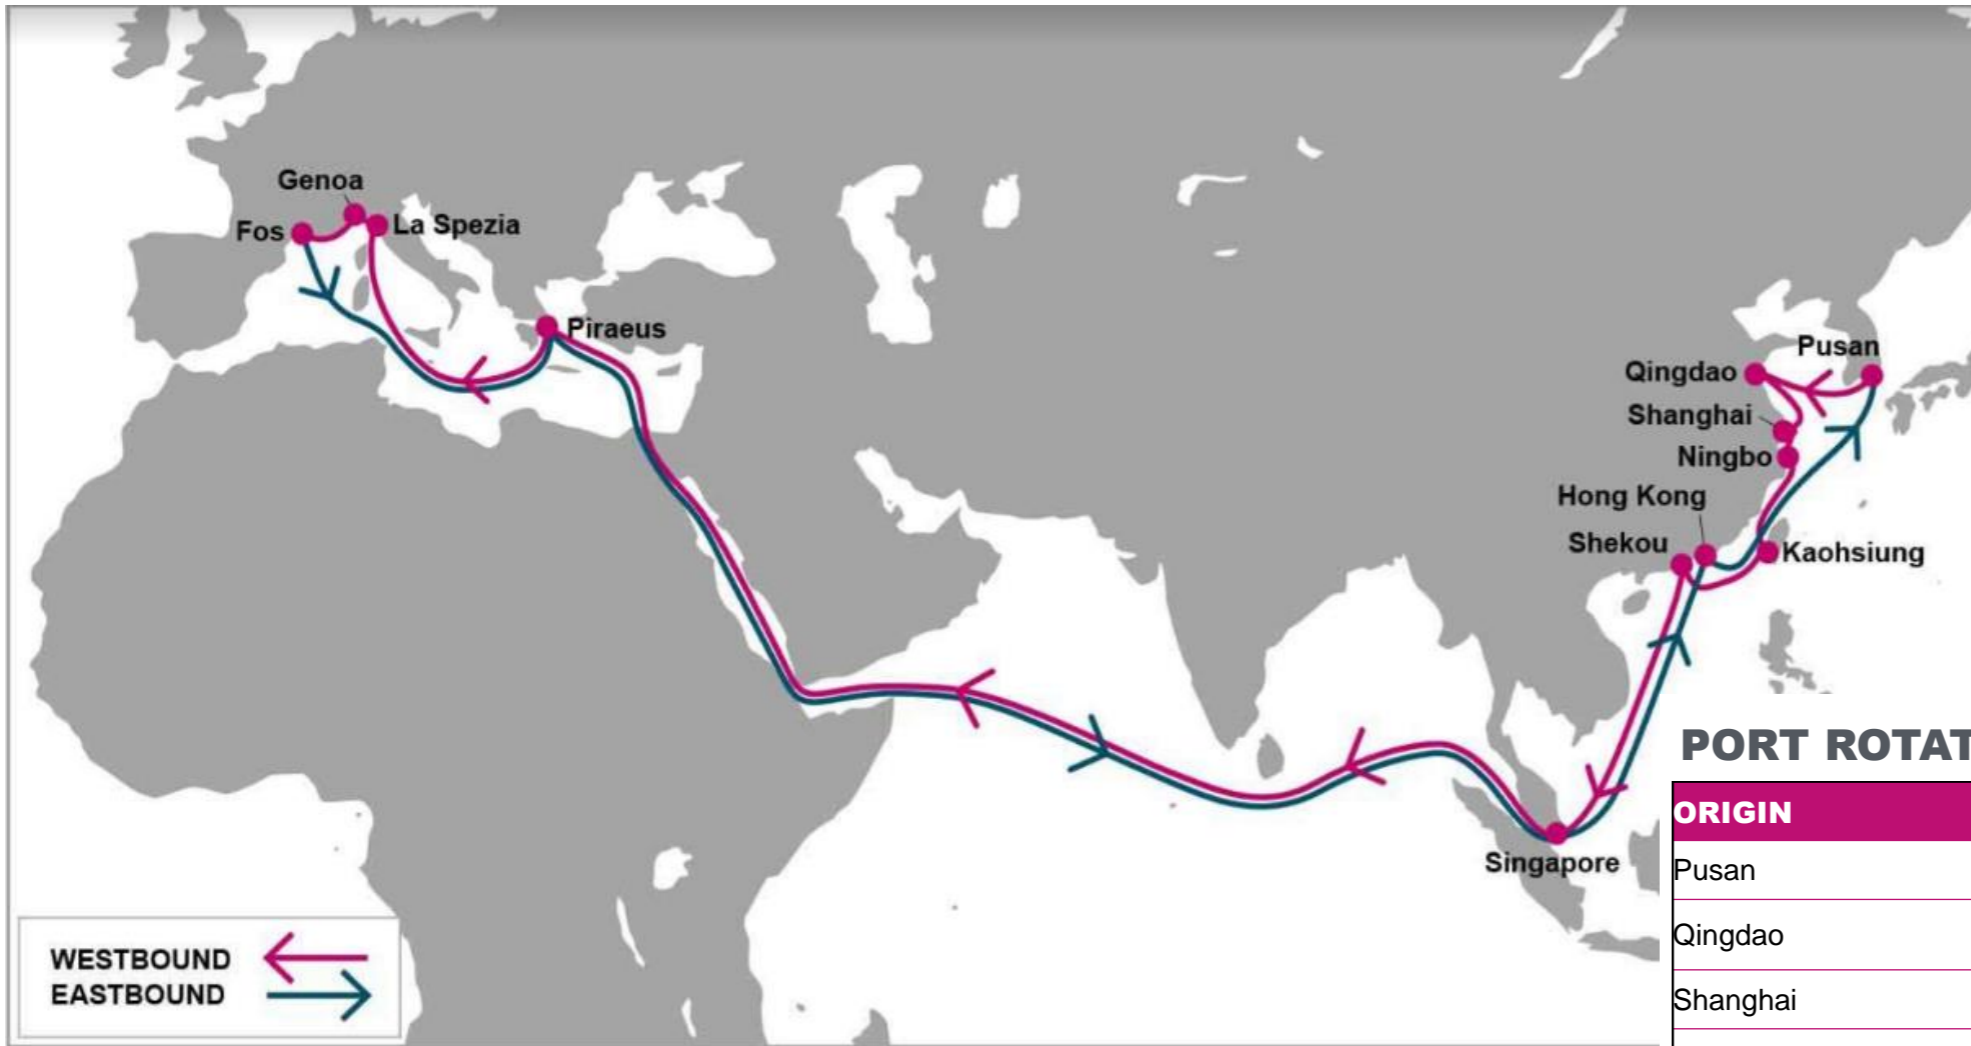 Genoa
Fos
La Spezia
Piraeus
Pusan
Qingdao
Shanghai
Ningbo
Hong Kong
Shekou
Kaohsiung
Singapore
WESTBOUND
EASTBOUND
PORT ROTAT
ORIGIN
Pusan
Qingdao
Shanghai